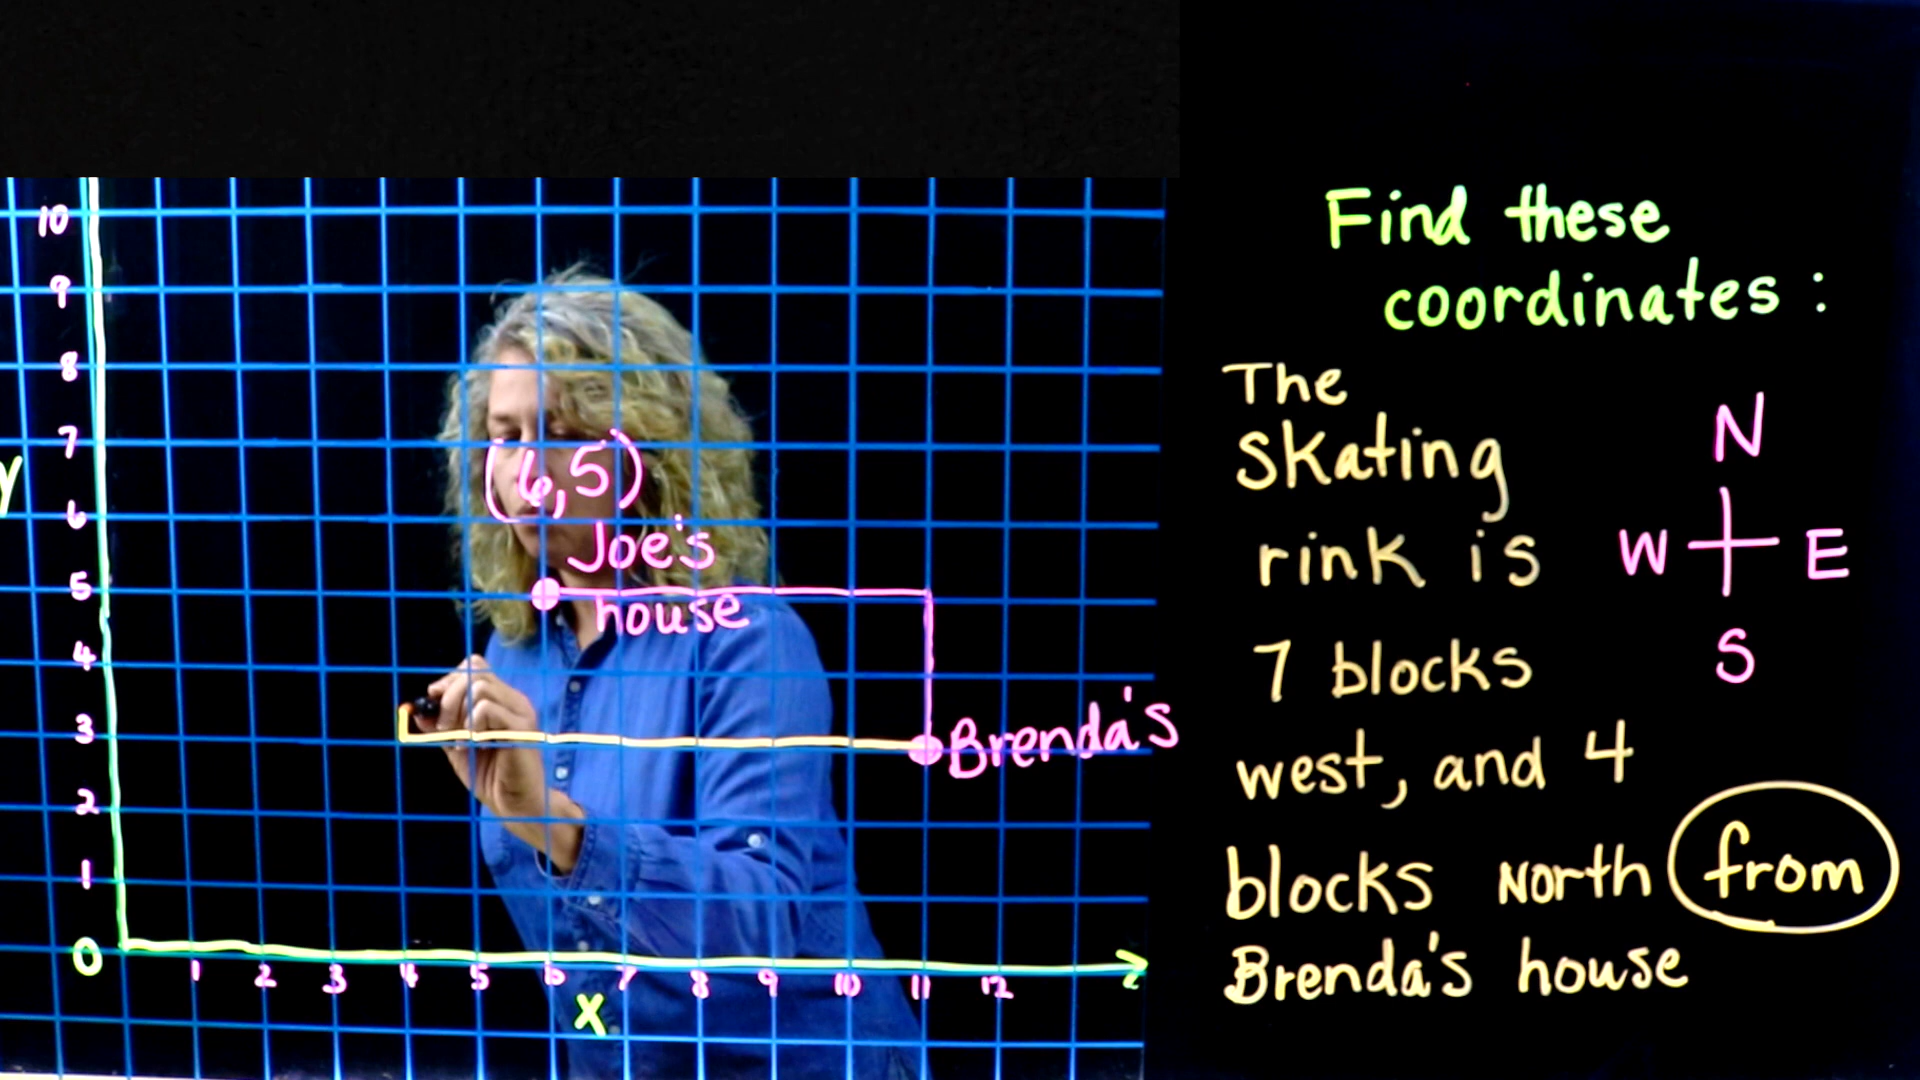 Find these
coordinates:
The
skating
rink is
7 blocks
west, and 4
blocks North from
Brenda's house
N
W E
S
10
9
8
7
y
6
5
4
3
2
1
0
1 2 3 4 5 6 7 8 9 10 11 12
x
(6,5)
Joe's
house
Brenda's